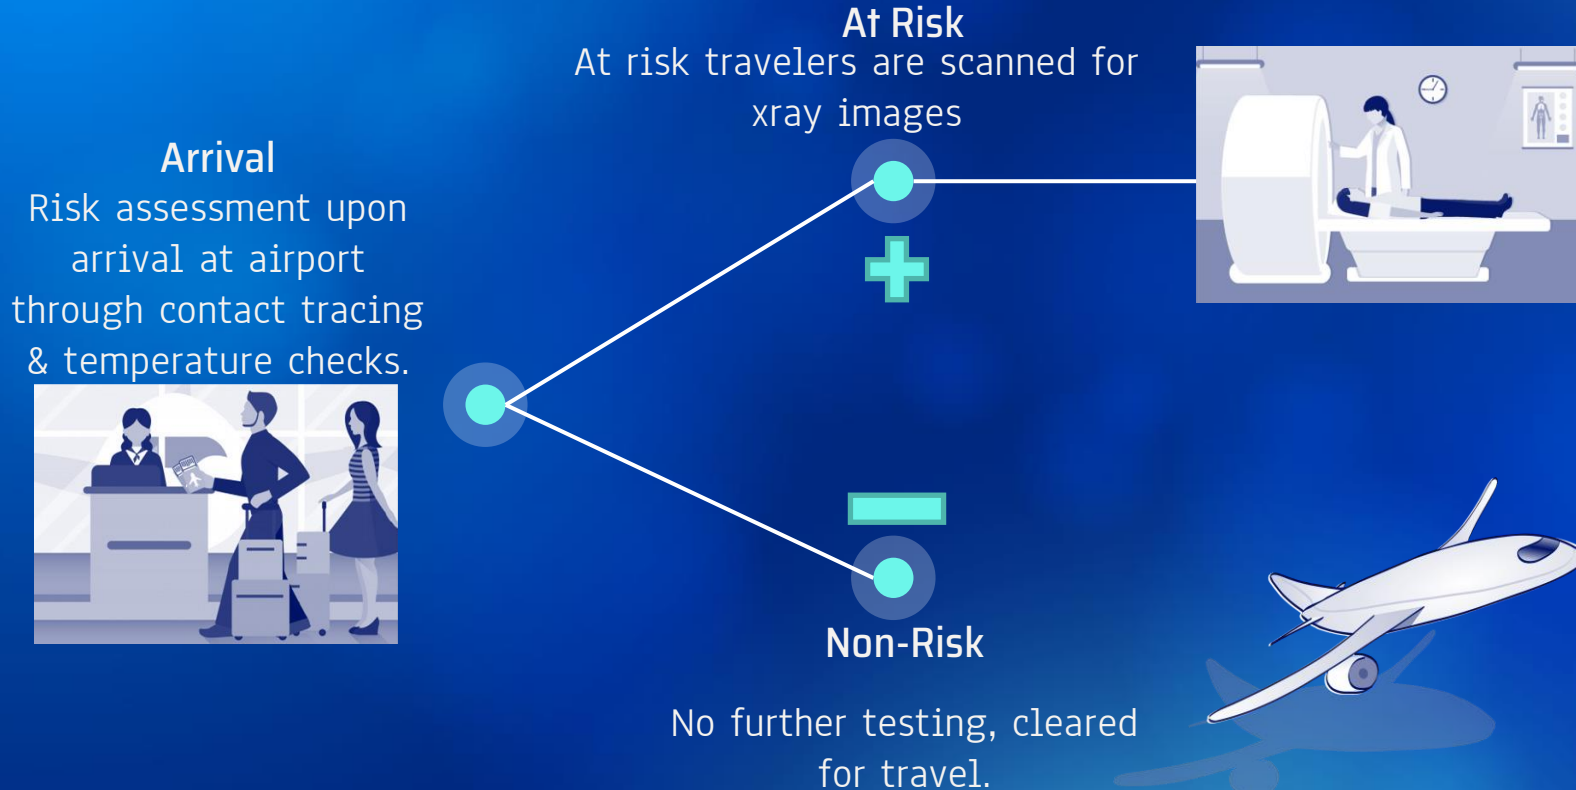 Arrival
Risk assessment upon
arrival at airport
through contact tracing
& temperature checks.
At Risk
At risk travelers are scanned for
xray images
Non-Risk
No further testing, cleared
for travel.